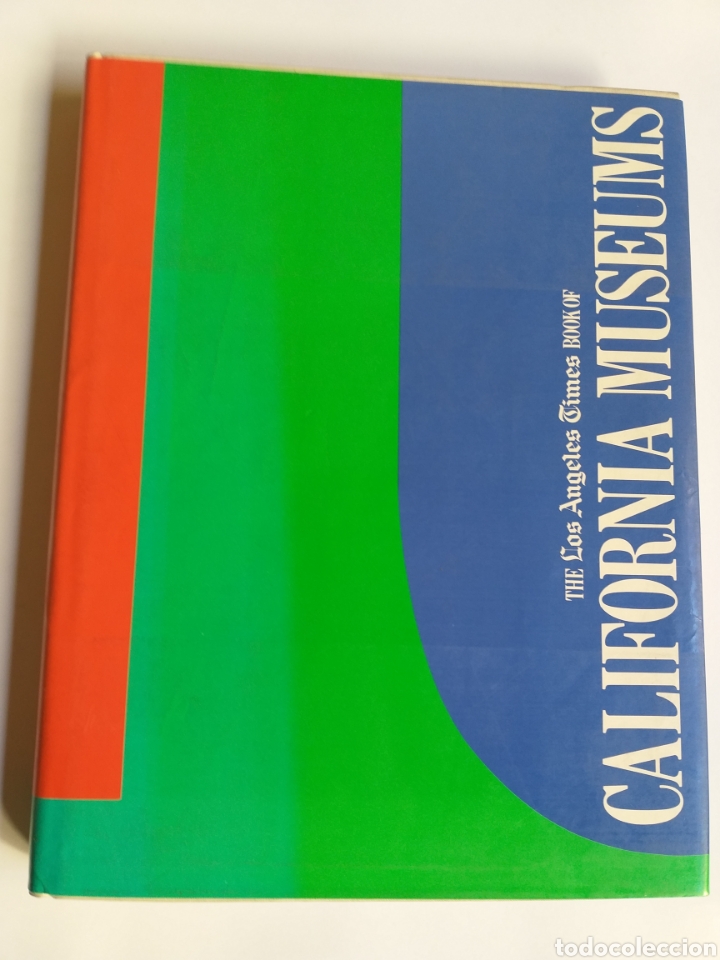 THE Los Angeles Times BOOK OF
CALIFORNIA MUSEUMS
todocoleccion